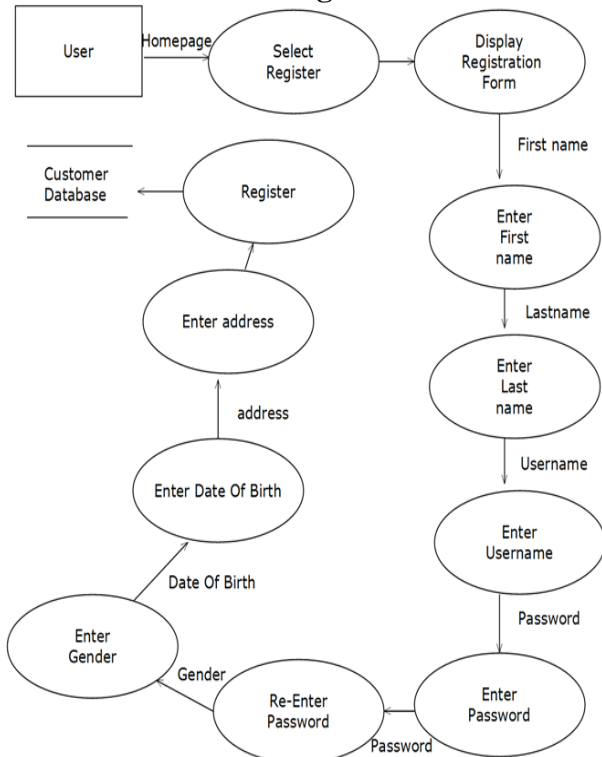 User
Homepage
Select
Register
Display
Registration
Form
First name
Enter
First
name
Lastname
Enter
Last
name
Username
Enter
Username
Password
Enter
Password
Password
Re-Enter
Password
Gender
Enter
Gender
Date Of Birth
Enter Date Of Birth
address
Enter address
Register
Customer
Database